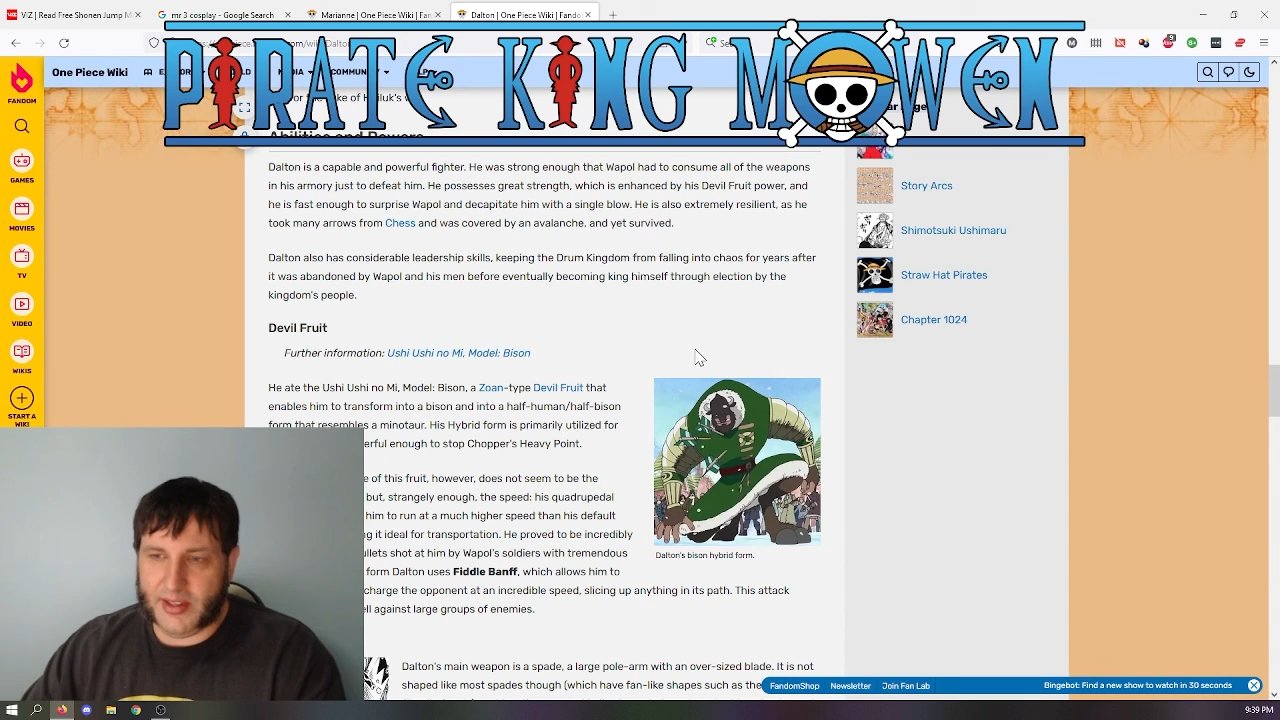 VIZ | Read Shonen Jump M
mr 3 cosplay - Google Search
Marianne | One Piece Wiki | Fan
Dalton | One Piece Wiki | Fando
PIRATE KING MOWEN
One Piece Wiki
FANDOM
GAMES
MOVIES
TV
VIDEO
WIKIS
START A
WIKI
Abilities and Powers
Dalton is a capable and powerful fighter. He was strong enough that Wapol had to consume all of the weapons
in his armory just to defeat him. He possesses great strength, which is enhanced by his Devil Fruit power, and
he is fast enough to surprise Wapol and decapitate him with a single blow. He is also extremely resilient, as he
took many arrows from Chess and was covered by an avalanche, and yet survived.
Dalton also has considerable leadership skills, keeping the Drum Kingdom from falling into chaos for years after
it was abandoned by Wapol and his men before eventually becoming king himself through election by the
kingdom's people.
Devil Fruit
Further information: Ushi Ushi no Mi, Model: Bison
He ate the Ushi Ushi no Mi, Model: Bison, a Zoan-type Devil Fruit that
enables him to transform into a bison and into a half-human/half-bison
form that resembles a minotaur. His Hybrid form is primarily utilized for
erful enough to stop Chopper's Heavy Point.
e of this fruit, however, does not seem to be the
but, strangely enough, the speed: his quadrupedal
him to run at a much higher speed than his default
g it ideal for transportation. He proved to be incredibly
ullets shot at him by Wapol's soldiers with tremendous
form Dalton uses Fiddle Banff, which allows him to
charge the opponent at an incredible speed, slicing up anything in its path. This attack
ell against large groups of enemies.
Dalton's bison hybrid form.
Dalton's main weapon is a spade, a large pole-arm with an over-sized blade. It is not
shaped like most spades though (which have fan-like shapes such as the
Story Arcs
Shimotsuki Ushimaru
Straw Hat Pirates
Chapter 1024
FandomShop
Newsletter
Join Fan Lab
Bingebot: Find a new show to watch in 30 seconds
9:39 PM